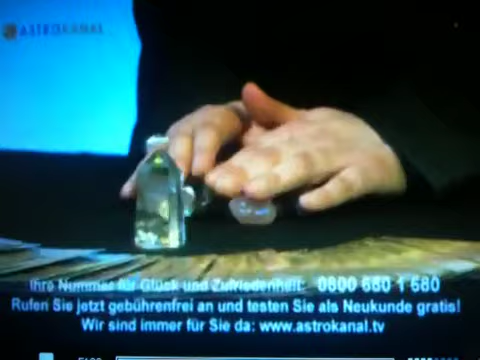 ASTROKANAL
Ihre Nummer für Glück und Zufriedenheit: 0800 660 1 680
Rufen Sie jetzt gebührenfrei an und testen Sie als Neukunde gratis!
Wir sind immer für Sie da: www.astrokanal.tv